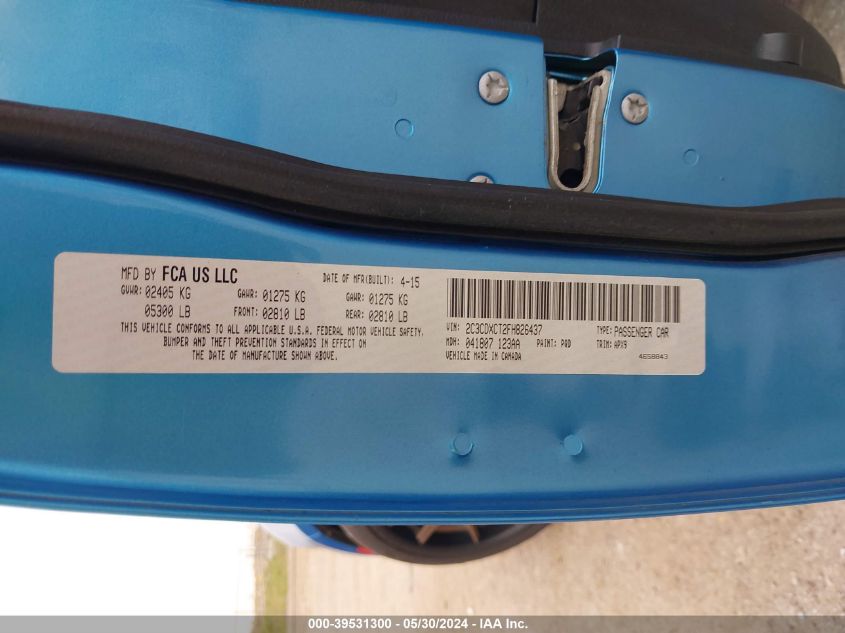 MFD BY FCA US LLC
DATE OF MFR(BUILT): 4-15
GVWR: 02405 KG
GAWR: 01275 KG
GAWR: 01275 KG
05300 LB
FRONT: 02810 LB
REAR: 02810 LB
THIS VEHICLE CONFORMS TO ALL APPLICABLE U.S.A. FEDERAL MOTOR VEHICLE SAFETY,
BUMPER AND THEFT PREVENTION STANDARDS IN EFFECT ON
THE DATE OF MANUFACTURE SHOWN ABOVE.
VIN: 2C3CDXCT2FH826437
TYPE: PASSENGER CAR
MDH: 041807 123AA
PAINT: PQD
TRIM: APX9
VEHICLE MADE IN CANADA
4658843
000-39531300 — 05/30/2024 — IAA Inc.